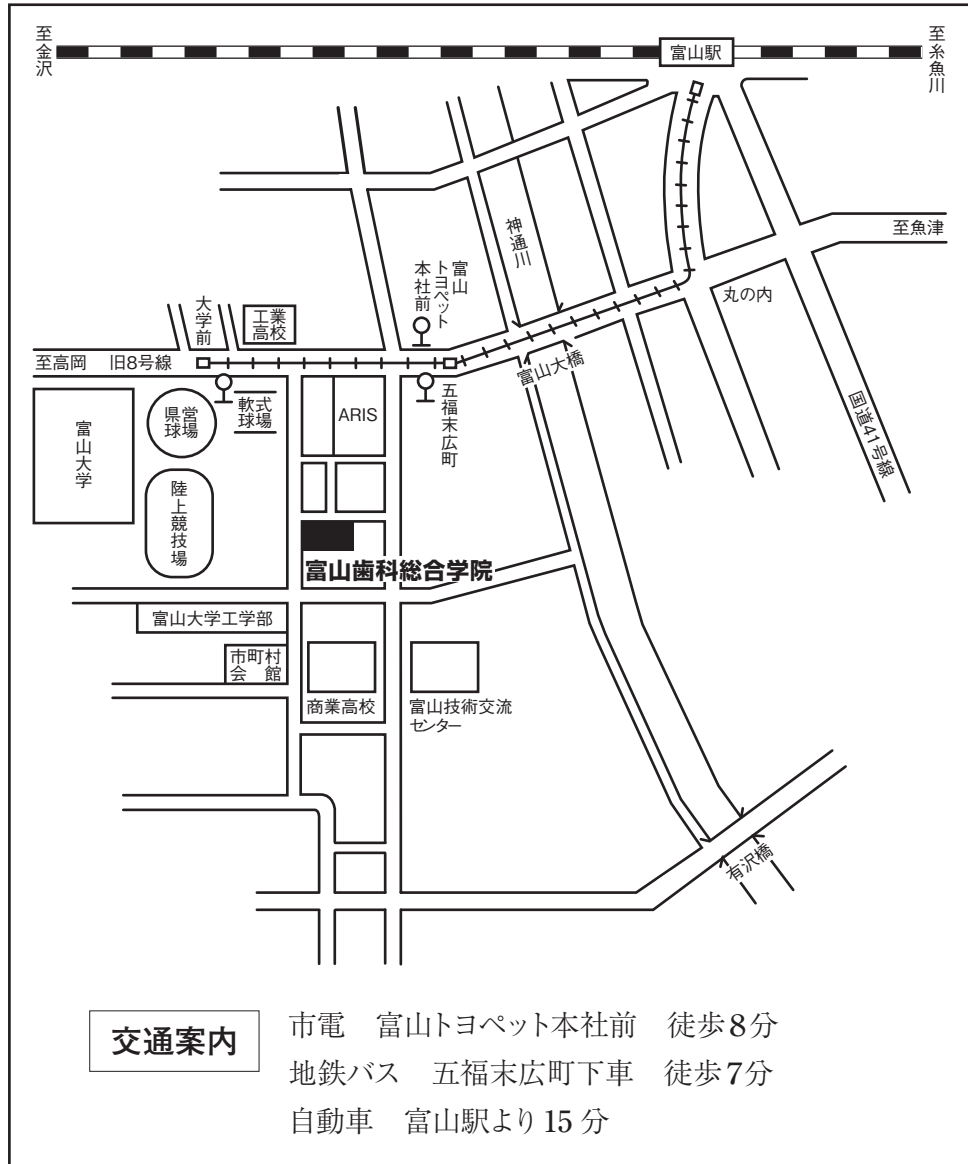 至金沢
富山駅
至糸魚川
至魚津
神通川
丸の内
富山
トヨペット
本社前
大学前
工業
高校
至高岡　旧8号線
富山大橋
国道41号線
五福末広町
ARIS
軟式
球場
県営
球場
富山大学
陸上競技場
富山歯科総合学院
富山大学工学部
市町村
会　館
商業高校
富山技術交流
センター
有沢橋
交通案内
市電　富山トヨペット本社前　徒歩8分
地鉄バス　五福末広町下車　徒歩7分
自動車　富山駅より15分